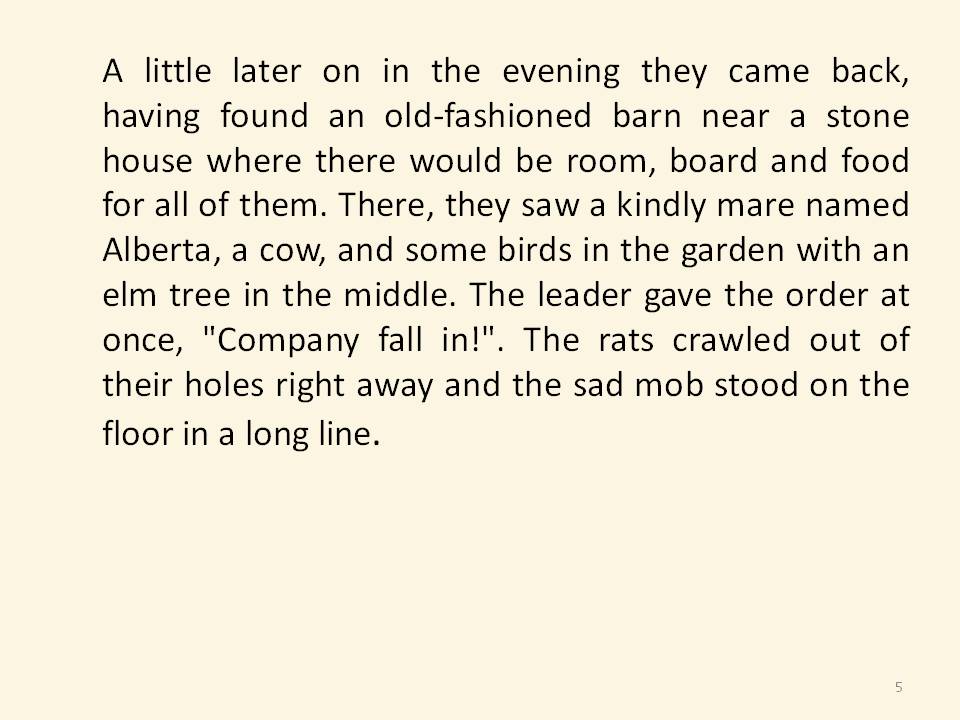 A little later on in the evening they came back,
having found an old-fashioned barn near a stone
house where there would be room, board and food
for all of them. There, they saw a kindly mare named
Alberta, a cow, and some birds in the garden with an
elm tree in the middle. The leader gave the order at
once, "Company fall in!". The rats crawled out of
their holes right away and the sad mob stood on the
floor in a long line.
5